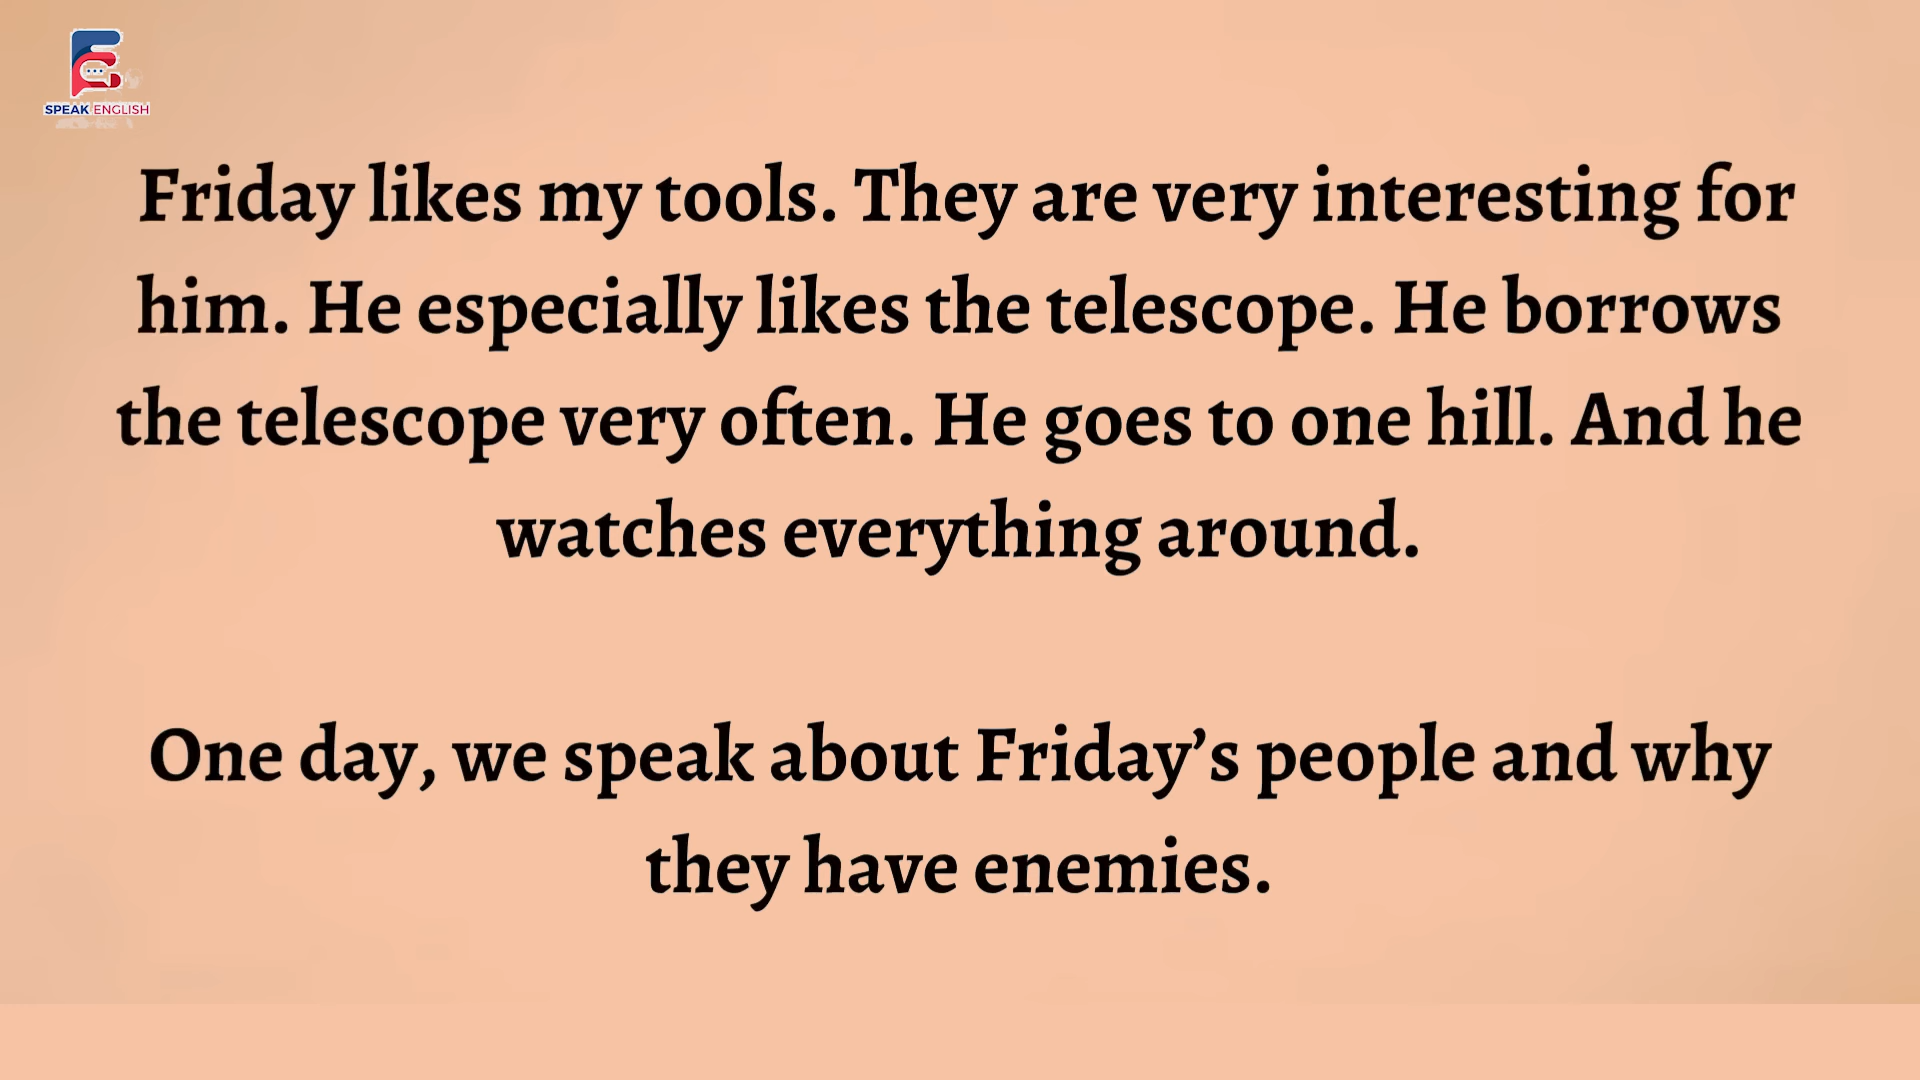 SPEAK ENGLISH
Friday likes my tools. They are very interesting for
him. He especially likes the telescope. He borrows
the telescope very often. He goes to one hill. And he
watches everything around.
One day, we speak about Friday’s people and why
they have enemies.